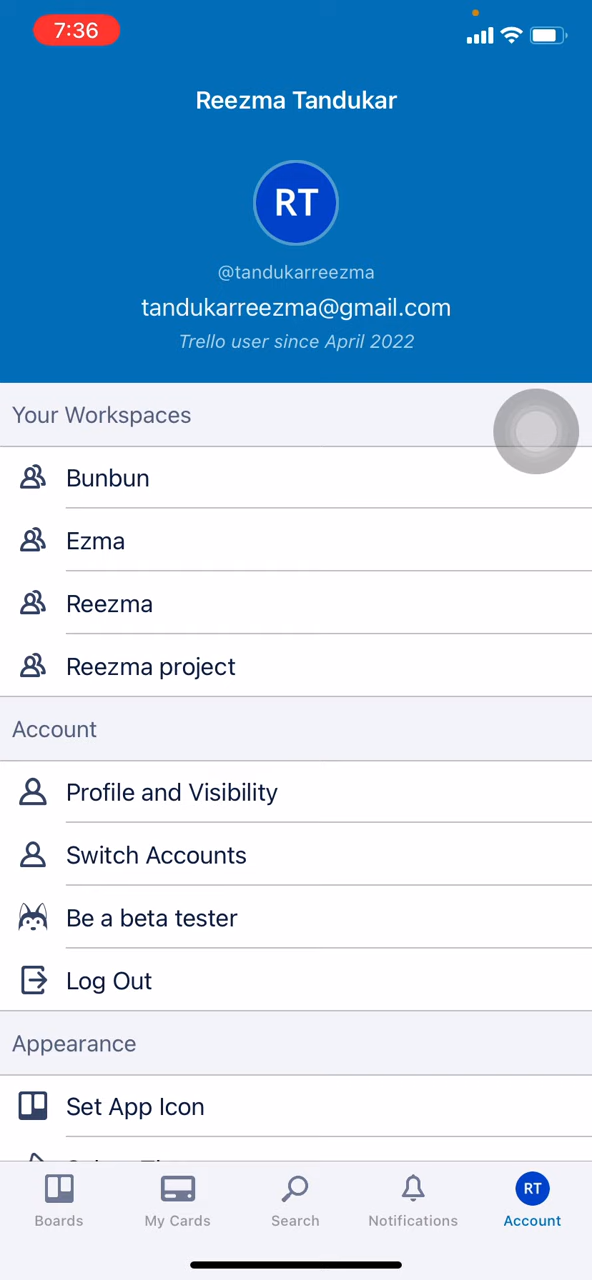 7:36
Reezma Tandukar
RT
@tandukarreezma
tandukarreezma@gmail.com
Trello user since April 2022
Your Workspaces
Bunbun
Ezma
Reezma
Reezma project
Account
Profile and Visibility
Switch Accounts
Be a beta tester
Log Out
Appearance
Set App Icon
RT
Boards
My Cards
Search
Notifications
Account